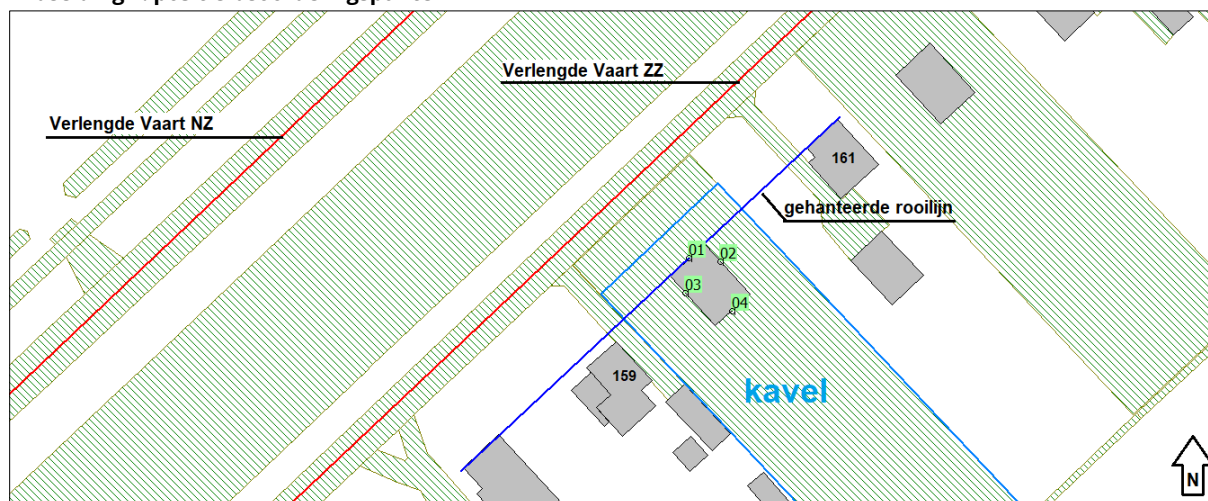 Verlengde Vaart ZZ
Verlengde Vaart NZ
161
gehanteerde rooilijn
01
02
03
04
159
kavel
N